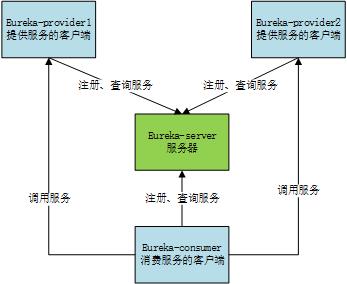 Eureka-provider1
提供服务的客户端
Eureka-provider2
提供服务的客户端
注册、查询服务
注册、查询服务
Eureka-server
服务器
调用服务
注册、查询服务
调用服务
Eureka-consumer
消费服务的客户端